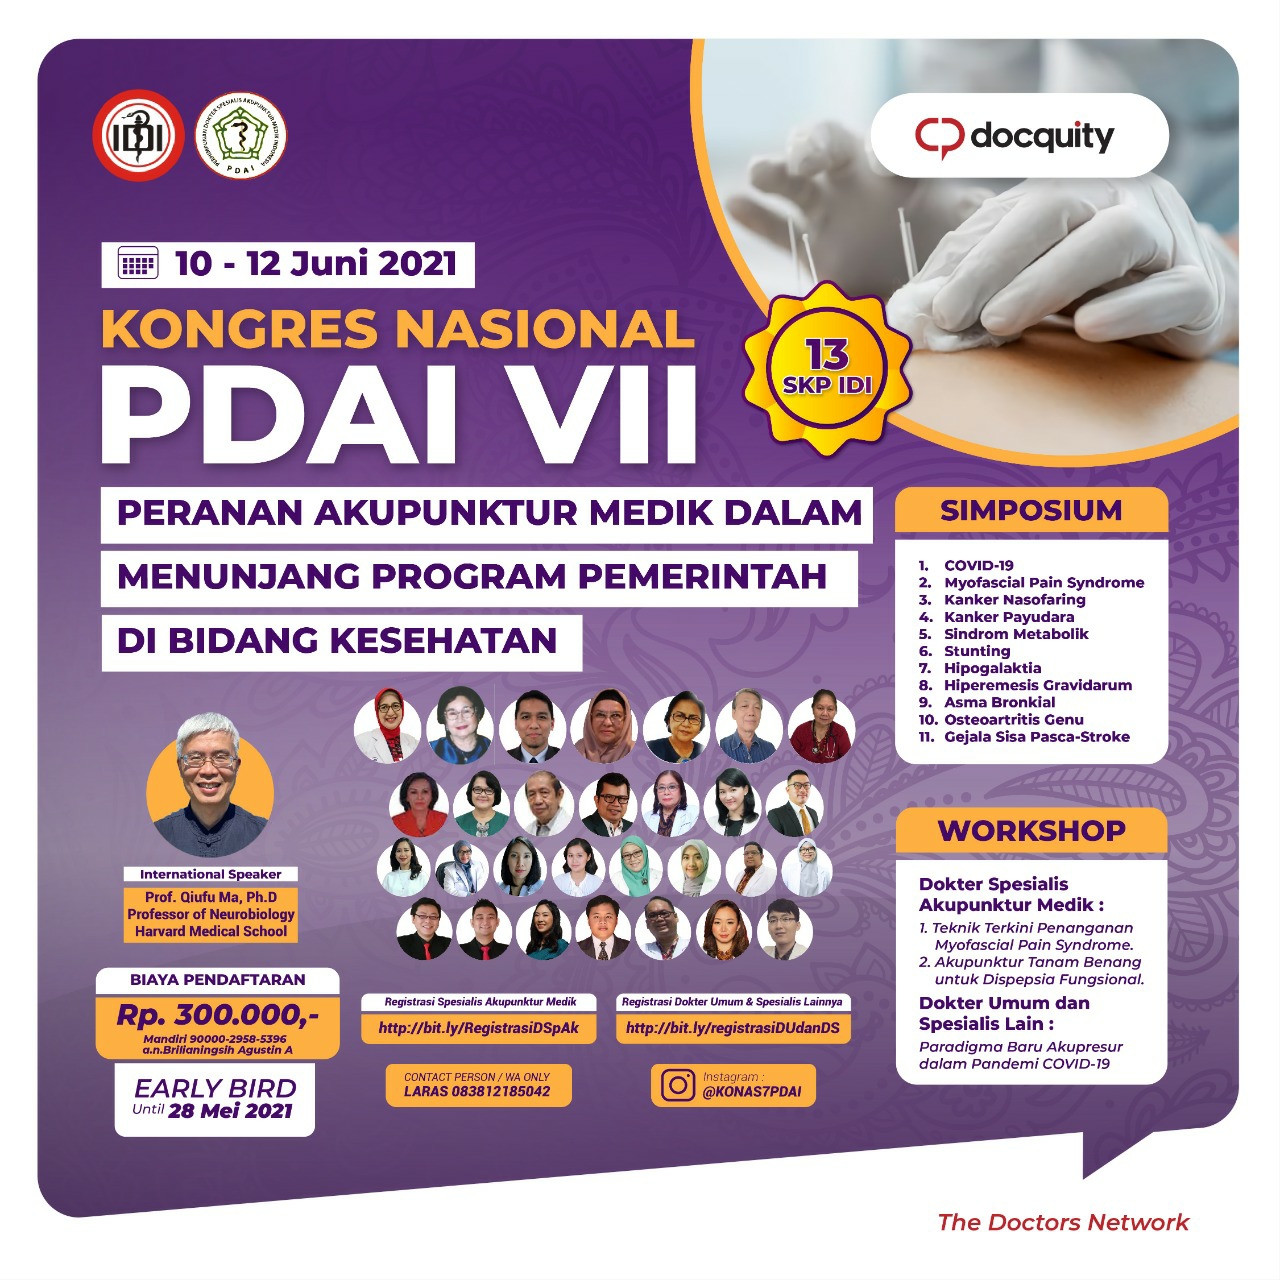 IDI
PERHIMPUNAN DOKTER SPESIALIS AKUPUNKTUR MEDIK INDONESIA
PDAI
docquity
10 - 12 Juni 2021
KONGRES NASIONAL
PDAI VII
13
SKP IDI
PERANAN AKUPUNKTUR MEDIK DALAM
MENUNJANG PROGRAM PEMERINTAH
DI BIDANG KESEHATAN
SIMPOSIUM
1. COVID-19
2. Myofascial Pain Syndrome
3. Kanker Nasofaring
4. Kanker Payudara
5. Sindrom Metabolik
6. Stunting
7. Hipogalaktia
8. Hiperemesis Gravidarum
9. Asma Bronkial
10. Osteoartritis Genu
11. Gejala Sisa Pasca-Stroke
International Speaker
Prof. Qiufu Ma, Ph.D
Professor of Neurobiology
Harvard Medical School
WORKSHOP
Dokter Spesialis
Akupunktur Medik :
1. Teknik Terkini Penanganan
Myofascial Pain Syndrome.
2. Akupunktur Tanam Benang
untuk Dispepsia Fungsional.
Dokter Umum dan
Spesialis Lain :
Paradigma Baru Akupresur
dalam Pandemi COVID-19
BIAYA PENDAFTARAN
Rp. 300.000,-
Mandiri 90000-2958-5396
a.n.Brilianingsih Agustin A
EARLY BIRD
Until 28 Mei 2021
Registrasi Spesialis Akupunktur Medik
http://bit.ly/RegistrasiDSpAk
Registrasi Dokter Umum & Spesialis Lainnya
http://bit.ly/registrasiDUdanDS
CONTACT PERSON / WA ONLY
LARAS 083812185042
Instagram :
@KONAS7PDAI
The Doctors Network